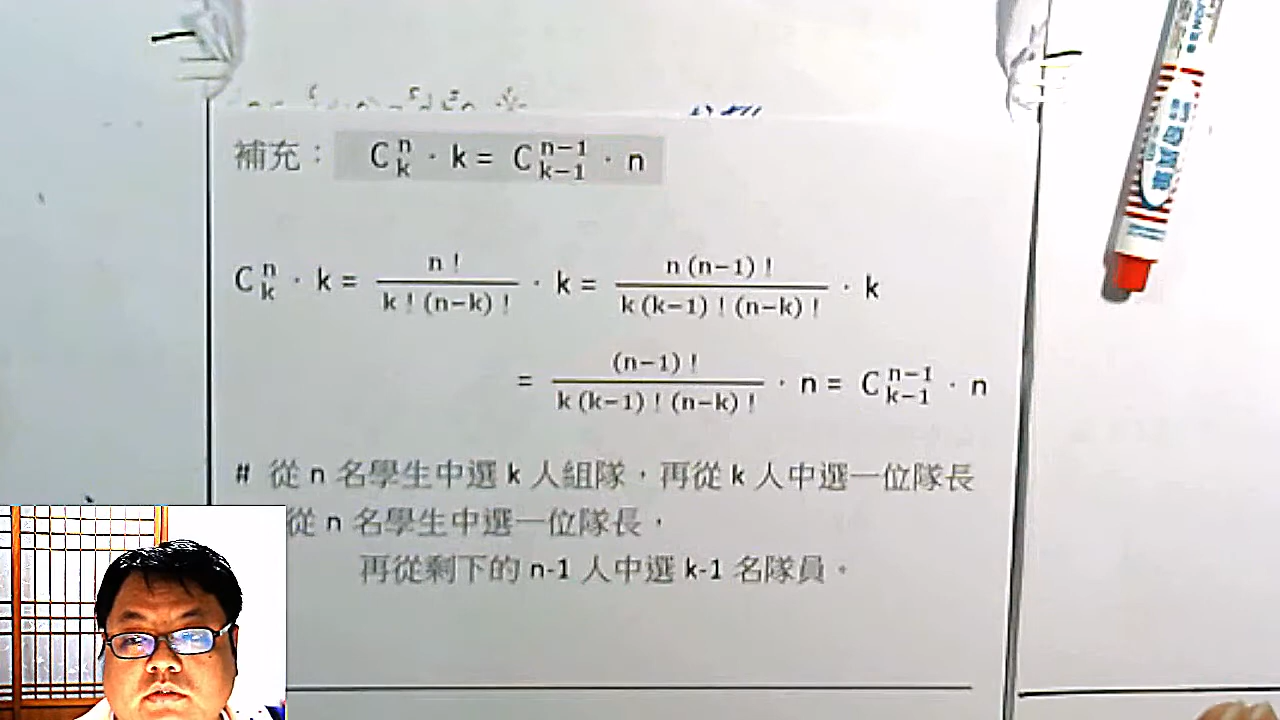 補充： C n k · k = C n−1 k−1 · n
C n k · k = n！ / k！(n−k)！ · k = n(n−1)！ / k(k−1)！(n−k)！ · k
= (n−1)！ / k(k−1)！(n−k)！ · n = C n−1 k−1 · n
# 從 n 名學生中選 k 人組隊，再從 k 人中選一位隊長
從 n 名學生中選一位隊長，
再從剩下的 n-1 人中選 k-1 名隊員。